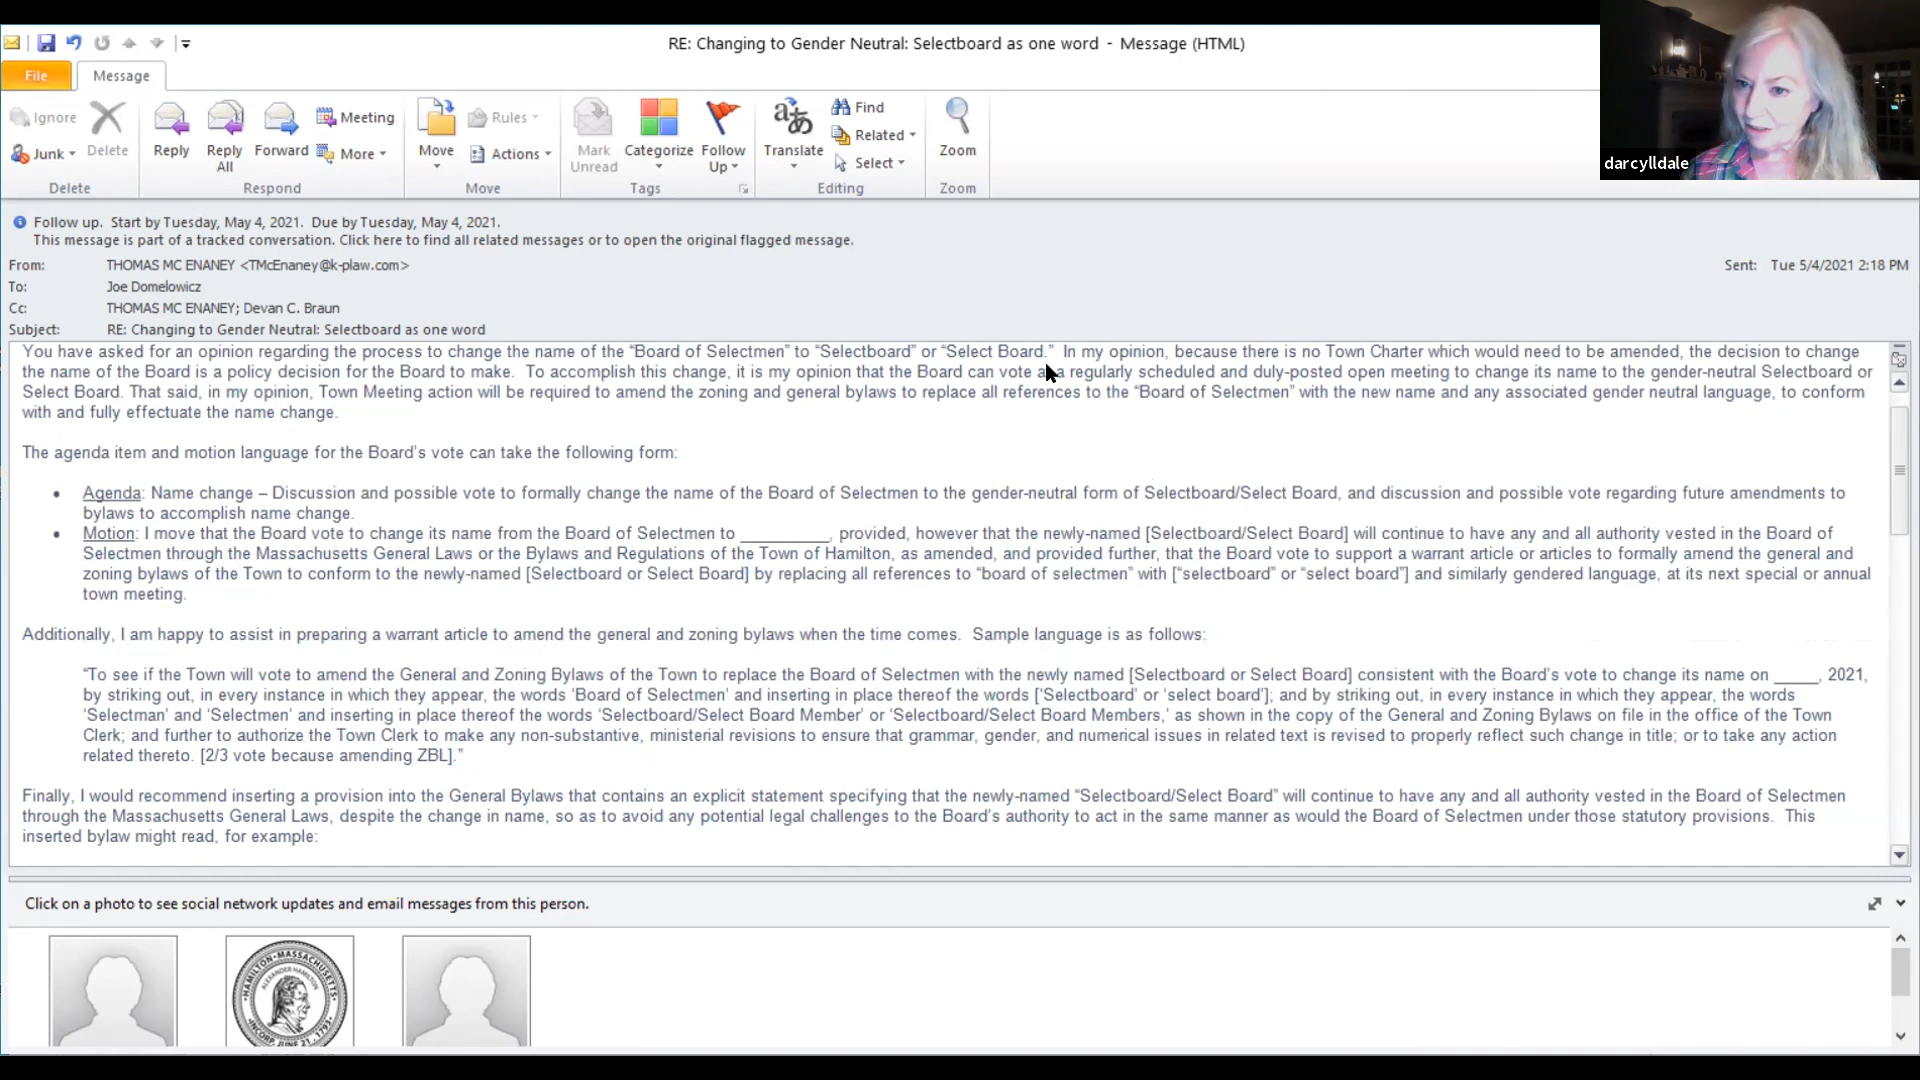 RE: Changing to Gender Neutral: Selectboard as one word - Message (HTML)
File
Message
Ignore
Junk
Delete
Delete
Reply
Reply All
Forward
Meeting
More
Respond
Move
Rules
Actions
Move
Mark Unread
Categorize
Follow Up
Tags
Translate
Find
Related
Select
Editing
Zoom
Zoom
darcylldale
Follow up. Start by Tuesday, May 4, 2021. Due by Tuesday, May 4, 2021.
This message is part of a tracked conversation. Click here to find all related messages or to open the original flagged message.
From: THOMAS MC ENANEY <TMcEnaney@k-plaw.com>
Sent: Tue 5/4/2021 2:18 PM
To: Joe Domelowicz
Cc: THOMAS MC ENANEY; Devan C. Braun
Subject: RE: Changing to Gender Neutral: Selectboard as one word
You have asked for an opinion regarding the process to change the name of the “Board of Selectmen” to “Selectboard” or “Select Board.” In my opinion, because there is no Town Charter which would need to be amended, the decision to change
the name of the Board is a policy decision for the Board to make. To accomplish this change, it is my opinion that the Board can vote a regularly scheduled and duly-posted open meeting to change its name to the gender-neutral Selectboard or
Select Board. That said, in my opinion, Town Meeting action will be required to amend the zoning and general bylaws to replace all references to the “Board of Selectmen” with the new name and any associated gender neutral language, to conform
with and fully effectuate the name change.
The agenda item and motion language for the Board’s vote can take the following form:
• Agenda: Name change – Discussion and possible vote to formally change the name of the Board of Selectmen to the gender-neutral form of Selectboard/Select Board, and discussion and possible vote regarding future amendments to
bylaws to accomplish name change.
• Motion: I move that the Board vote to change its name from the Board of Selectmen to __________, provided, however that the newly-named [Selectboard/Select Board] will continue to have any and all authority vested in the Board of
Selectmen through the Massachusetts General Laws or the Bylaws and Regulations of the Town of Hamilton, as amended, and provided further, that the Board vote to support a warrant article or articles to formally amend the general and
zoning bylaws of the Town to conform to the newly-named [Selectboard or Select Board] by replacing all references to “board of selectmen” with [“selectboard” or “select board”] and similarly gendered language, at its next special or annual
town meeting.
Additionally, I am happy to assist in preparing a warrant article to amend the general and zoning bylaws when the time comes. Sample language is as follows:
“To see if the Town will vote to amend the General and Zoning Bylaws of the Town to replace the Board of Selectmen with the newly named [Selectboard or Select Board] consistent with the Board’s vote to change its name on _____, 2021,
by striking out, in every instance in which they appear, the words ‘Board of Selectmen’ and inserting in place thereof the words [‘Selectboard’ or ‘select board’]; and by striking out, in every instance in which they appear, the words
‘Selectman’ and ‘Selectmen’ and inserting in place thereof the words ‘Selectboard/Select Board Member’ or ‘Selectboard/Select Board Members,’ as shown in the copy of the General and Zoning Bylaws on file in the office of the Town
Clerk; and further to authorize the Town Clerk to make any non-substantive, ministerial revisions to ensure that grammar, gender, and numerical issues in related text is revised to properly reflect such change in title; or to take any action
related thereto. [2/3 vote because amending ZBL].”
Finally, I would recommend inserting a provision into the General Bylaws that contains an explicit statement specifying that the newly-named “Selectboard/Select Board” will continue to have any and all authority vested in the Board of Selectmen
through the Massachusetts General Laws, despite the change in name, so as to avoid any potential legal challenges to the Board’s authority to act in the same manner as would the Board of Selectmen under those statutory provisions. This
inserted bylaw might read, for example:
Click on a photo to see social network updates and email messages from this person.
HAMILTON·MASSACHUSETTS
ALEXANDER HAMILTON
INCORP. JUNE 21, 1793